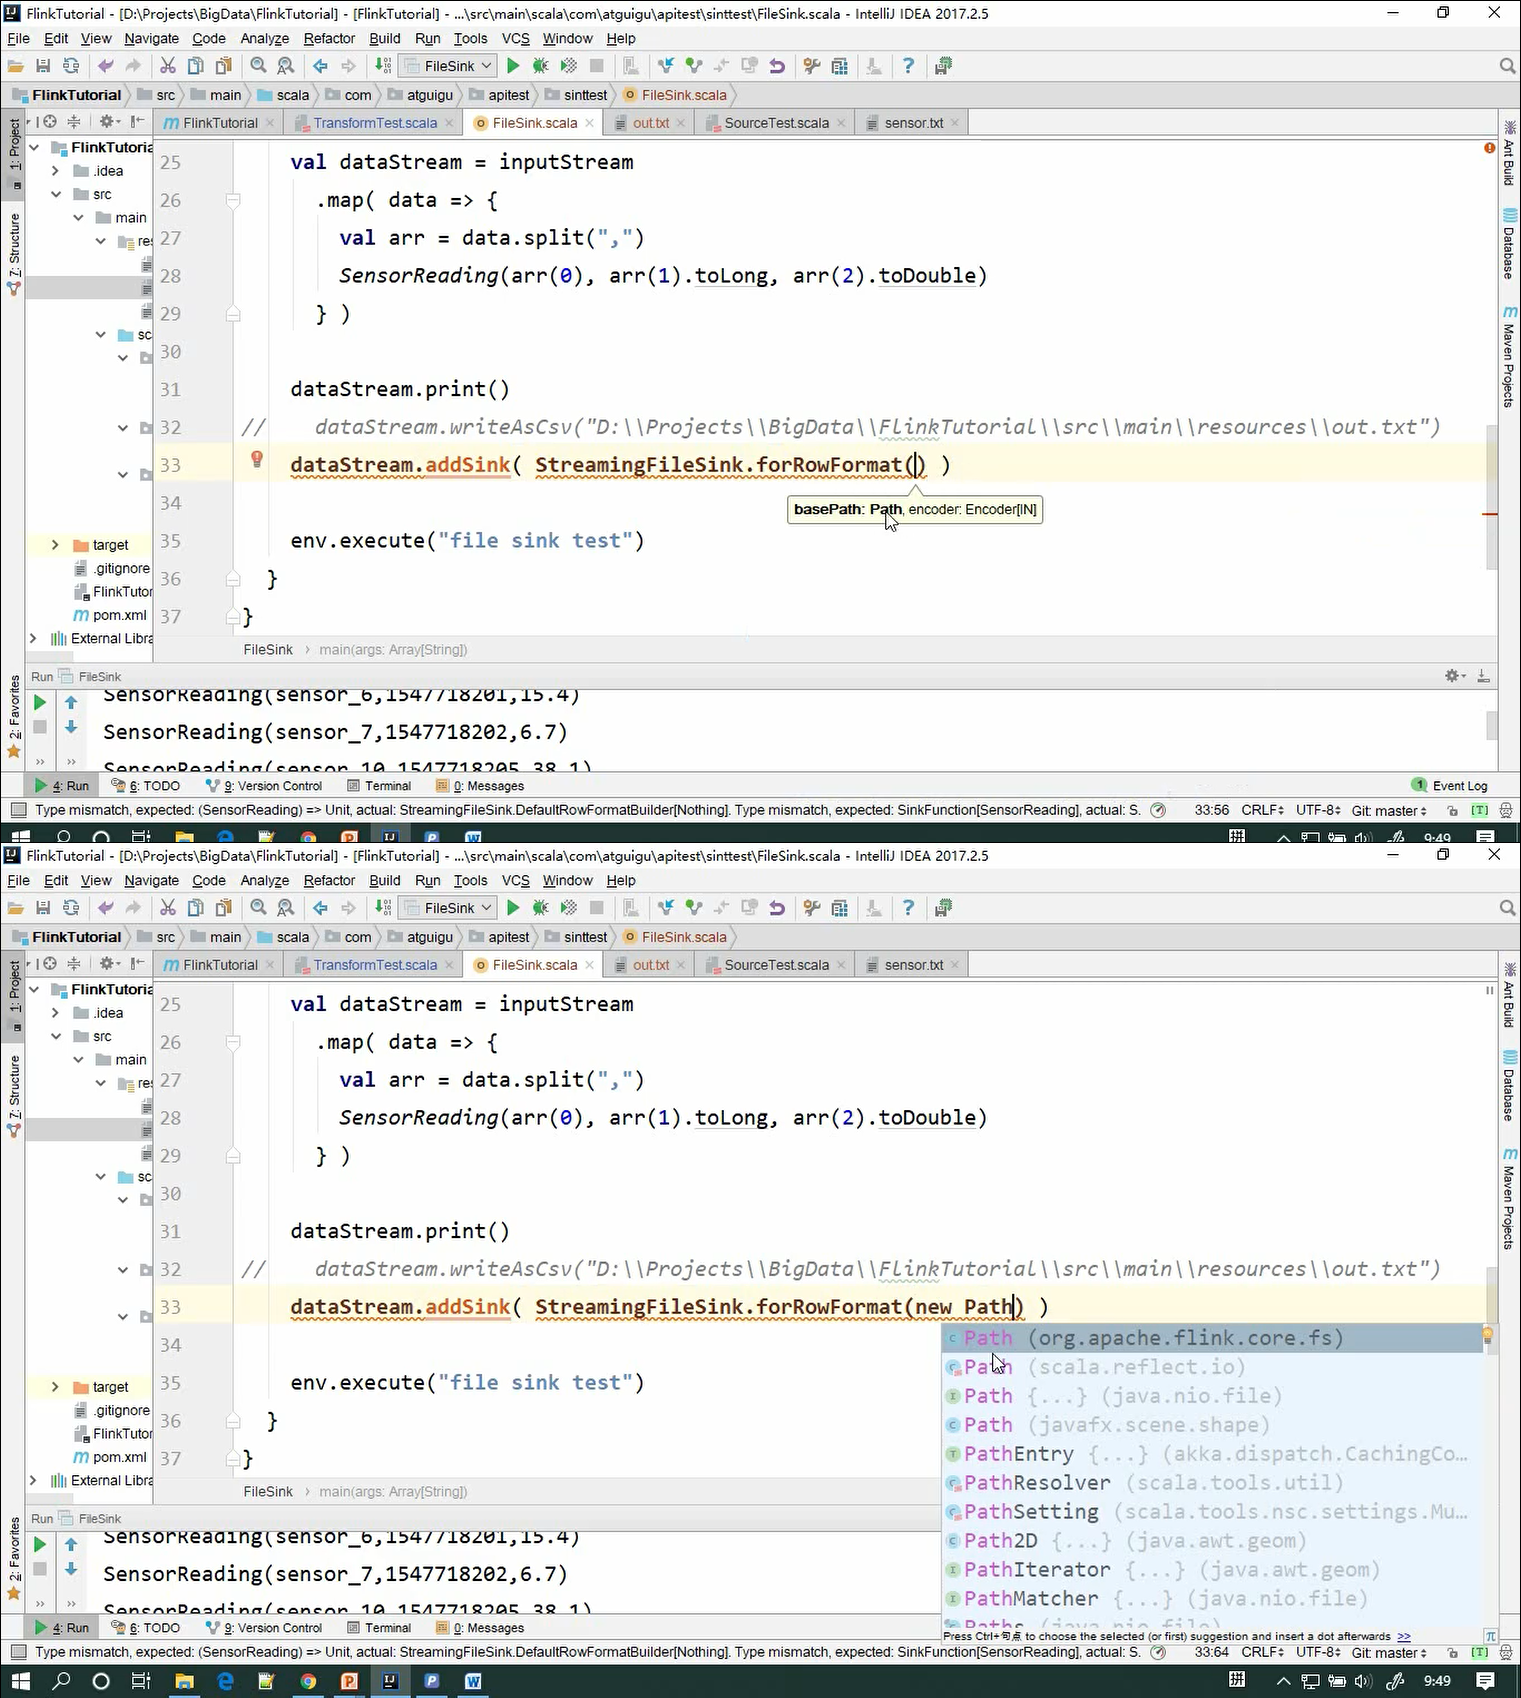 FlinkTutorial - [D:\Projects\BigData\FlinkTutorial] - [FlinkTutorial] - ...\src\main\scala\com\atguigu\apitest\sinttest\FileSink.scala - IntelliJ IDEA 2017.2.5
File Edit View Navigate Code Analyze Refactor Build Run Tools VCS Window Help
FileSink
FlinkTutorial src main scala com atguigu apitest sinttest FileSink.scala
FlinkTutorial TransformTest.scala FileSink.scala out.txt SourceTest.scala sensor.txt
1: Project
7: Structure
2: Favorites
Ant Build
Database
Maven Projects
FlinkTutoria
.idea
src
main
res
sc
target
.gitignore
FlinkTutor
pom.xml
External Libra
25 val dataStream = inputStream
26 .map( data => {
27 val arr = data.split(",")
28 SensorReading(arr(0), arr(1).toLong, arr(2).toDouble)
29 } )
30
31 dataStream.print()
32 // dataStream.writeAsCsv("D:\\Projects\\BigData\\FlinkTutorial\\src\\main\\resources\\out.txt")
33 dataStream.addSink( StreamingFileSink.forRowFormat() )
basePath: Path, encoder: Encoder[IN]
34
35 env.execute("file sink test")
36 }
37 }
FileSink main(args: Array[String])
Run FileSink
SensorReading(sensor_6,1547718201,15.4)
SensorReading(sensor_7,1547718202,6.7)
SensorReading(sensor_10,1547718205,38.1)
4: Run 6: TODO 9: Version Control Terminal 0: Messages 1 Event Log
Type mismatch, expected: (SensorReading) => Unit, actual: StreamingFileSink.DefaultRowFormatBuilder[Nothing]. Type mismatch, expected: SinkFunction[SensorReading], actual: S. 33:56 CRLF UTF-8 Git: master [T]
拼 9:49
FlinkTutorial - [D:\Projects\BigData\FlinkTutorial] - [FlinkTutorial] - ...\src\main\scala\com\atguigu\apitest\sinttest\FileSink.scala - IntelliJ IDEA 2017.2.5
File Edit View Navigate Code Analyze Refactor Build Run Tools VCS Window Help
FileSink
FlinkTutorial src main scala com atguigu apitest sinttest FileSink.scala
FlinkTutorial TransformTest.scala FileSink.scala out.txt SourceTest.scala sensor.txt
1: Project
7: Structure
2: Favorites
Ant Build
Database
Maven Projects
FlinkTutoria
.idea
src
main
res
sc
target
.gitignore
FlinkTutor
pom.xml
External Libra
25 val dataStream = inputStream
26 .map( data => {
27 val arr = data.split(",")
28 SensorReading(arr(0), arr(1).toLong, arr(2).toDouble)
29 } )
30
31 dataStream.print()
32 // dataStream.writeAsCsv("D:\\Projects\\BigData\\FlinkTutorial\\src\\main\\resources\\out.txt")
33 dataStream.addSink( StreamingFileSink.forRowFormat(new Path) )
34
35 env.execute("file sink test")
36 }
37 }
Path (org.apache.flink.core.fs)
Path (scala.reflect.io)
Path {...} (java.nio.file)
Path (javafx.scene.shape)
PathEntry {...} (akka.dispatch.CachingCo...
PathResolver (scala.tools.util)
PathSetting (scala.tools.nsc.settings.Mu...
Path2D {...} (java.awt.geom)
PathIterator {...} (java.awt.geom)
PathMatcher {...} (java.nio.file)
Paths (java.nio.file)
Press Ctrl+句点 to choose the selected (or first) suggestion and insert a dot afterwards >>
FileSink main(args: Array[String])
Run FileSink
SensorReading(sensor_6,1547718201,15.4)
SensorReading(sensor_7,1547718202,6.7)
SensorReading(sensor_10,1547718205,38.1)
4: Run 6: TODO 9: Version Control Terminal 0: Messages
Type mismatch, expected: (SensorReading) => Unit, actual: StreamingFileSink.DefaultRowFormatBuilder[Nothing]. Type mismatch, expected: SinkFunction[SensorReading], actual: S. 33:64 CRLF UTF-8 Git: master [T]
拼 9:49